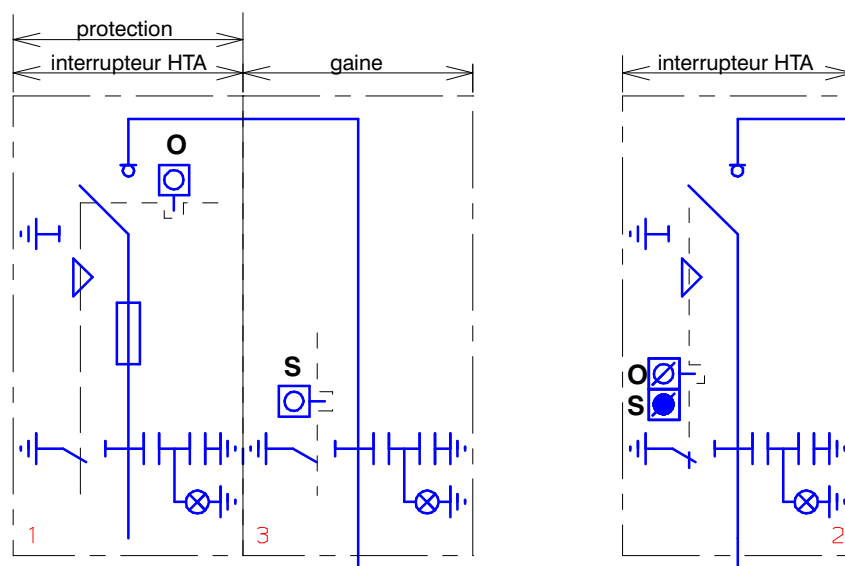 protection
interrupteur HTA
gaine
interrupteur HTA
O
S
O
S
1
3
2